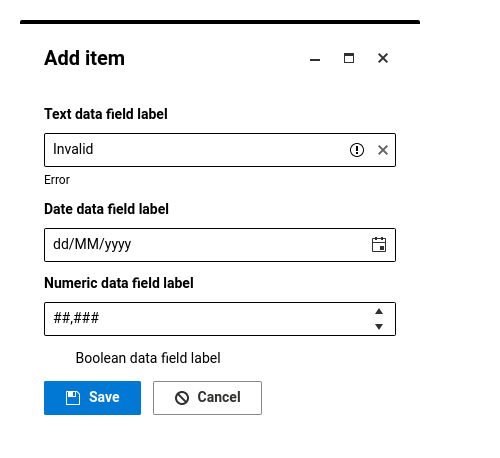 Add item
Text data field label
Invalid
Error
Date data field label
dd/MM/yyyy
Numeric data field label
##,###
Boolean data field label
Save
Cancel